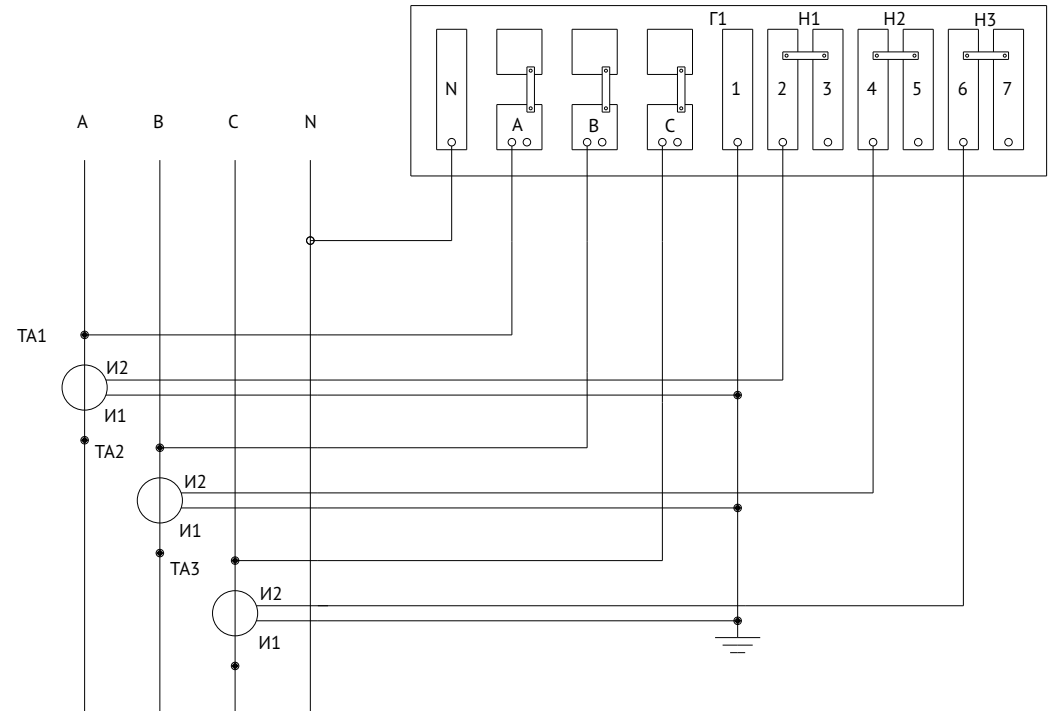 Г1 Н1 Н2 Н3
N 1 2 3 4 5 6 7
А В С N
А В С
ТА1
И2
И1
ТА2
И2
И1
ТА3
И2
И1